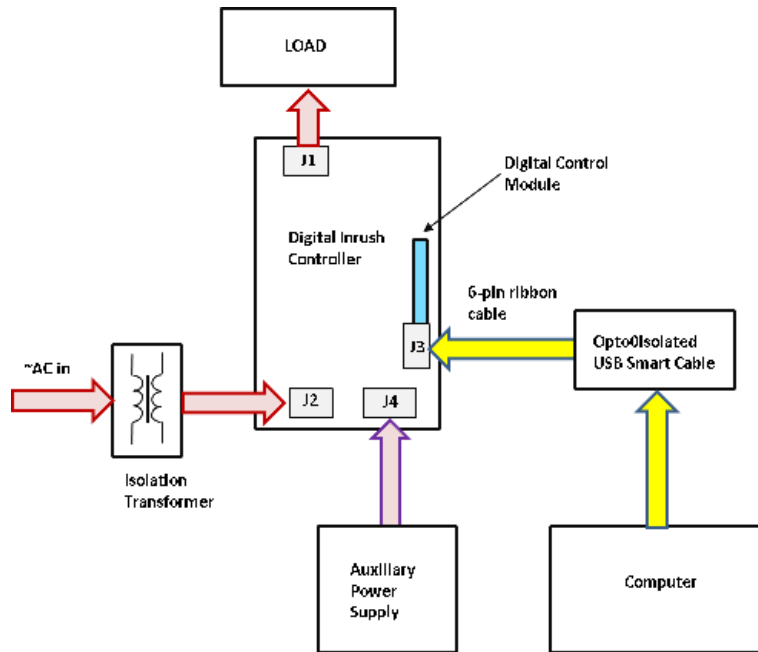 LOAD
J1
Digital Control
Module
Digital Inrush
Controller
6-pin ribbon
cable
J3
Opto0Isolated
USB Smart Cable
~AC in
J2
J4
Isolation
Transformer
Auxiliary
Power
Supply
Computer